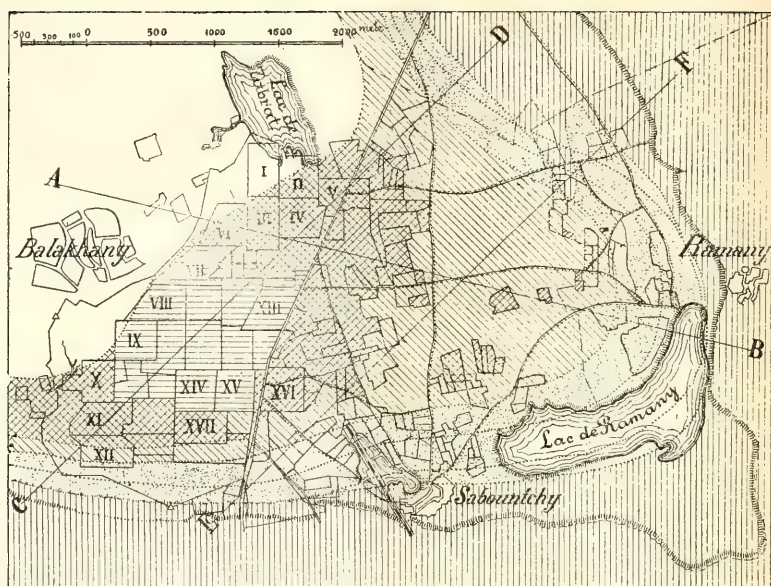 500 300 100 0 500 1000 1500 2000 mètr.
D
F
Lac de
I
II
A
V
III
IV
VI
Balakhany
VII
Ramany
VIII
XIII
IX
B
X
XIV
XV
XVI
XI
XVII
Lac de Ramany
XII
C
E
Sabountchy